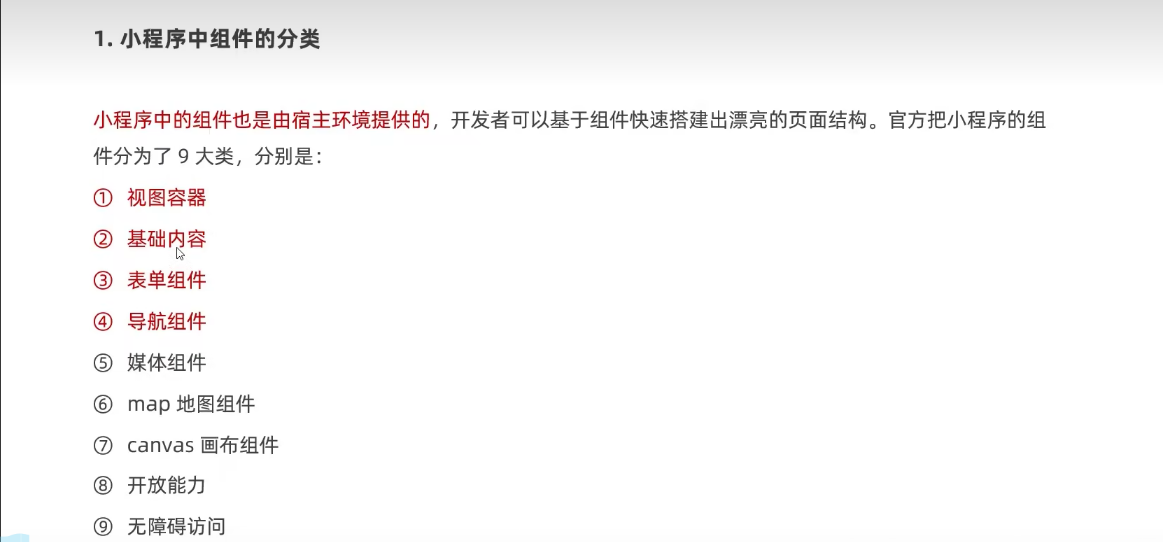 1. 小程序中组件的分类
小程序中的组件也是由宿主环境提供的，开发者可以基于组件快速搭建出漂亮的页面结构。官方把小程序的组
件分为了 9 大类，分别是：
① 视图容器
② 基础内容
③ 表单组件
④ 导航组件
⑤ 媒体组件
⑥ map 地图组件
⑦ canvas 画布组件
⑧ 开放能力
⑨ 无障碍访问